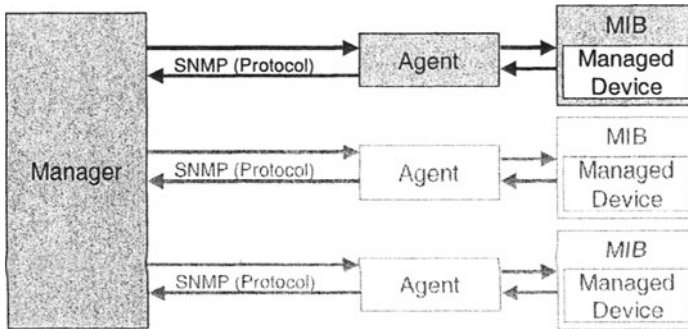 MIB
SNMP (Protocol)
Agent
Managed
Device
Manager
MIB
SNMP (Protocol)
Agent
Managed
Device
MIB
SNMP (Protocol)
Agent
Managed
Device